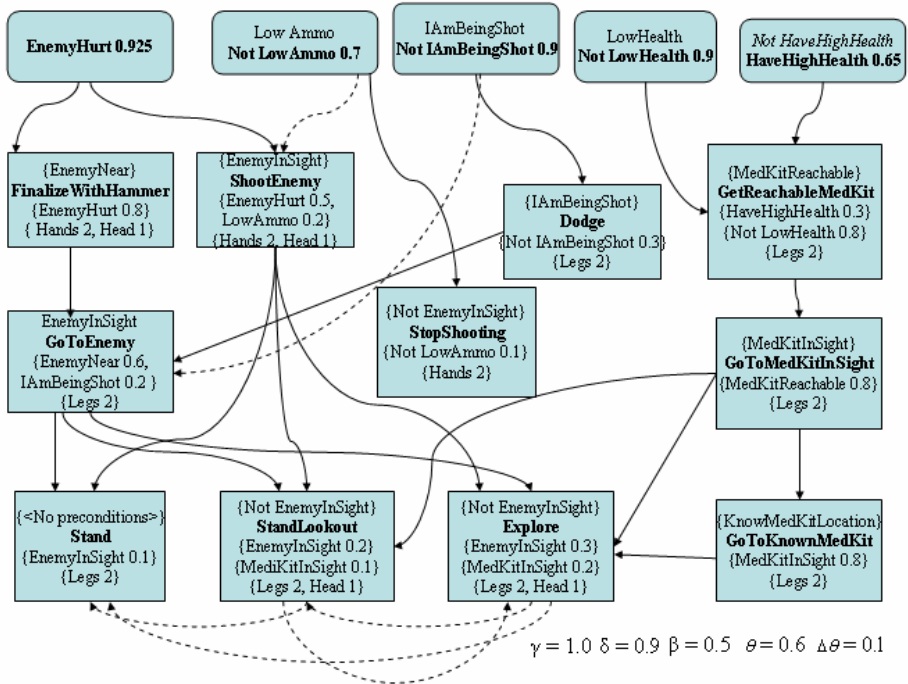 EnemyHurt 0.925
Low Ammo
Not LowAmmo 0.7
IAmBeingShot
Not IAmBeingShot 0.9
LowHealth
Not LowHealth 0.9
Not HaveHighHealth
HaveHighHealth 0.65
{EnemyNear}
FinalizeWithHammer
{EnemyHurt 0.8}
{ Hands 2, Head 1}
{EnemyInSight}
ShootEnemy
{EnemyHurt 0.5,
LowAmmo 0.2}
{Hands 2, Head 1}
{IAmBeingShot}
Dodge
{Not IAmBeingShot 0.3}
{Legs 2}
{MedKitReachable}
GetReachableMedKit
{HaveHighHealth 0.3}
{Not LowHealth 0.8}
{Legs 2}
EnemyInSight
GoToEnemy
{EnemyNear 0.6,
IAmBeingShot 0.2 }
{Legs 2}
{Not EnemyInSight}
StopShooting
{Not LowAmmo 0.1}
{Hands 2}
{MedKitInSight}
GoToMedKitInSight
{MedKitReachable 0.8}
{Legs 2}
{<No preconditions>}
Stand
{EnemyInSight 0.1}
{Legs 2}
{Not EnemyInSight}
StandLookout
{EnemyInSight 0.2}
{MediKitInSight 0.1}
{Legs 2, Head 1}
{Not EnemyInSight}
Explore
{EnemyInSight 0.3}
{MedKitInSight 0.2}
{Legs 2, Head 1}
{KnowMedKitLocation}
GoToKnownMedKit
{MedKitInSight 0.8}
{Legs 2}
γ = 1.0 δ = 0.9 β = 0.5 θ = 0.6 Δθ = 0.1